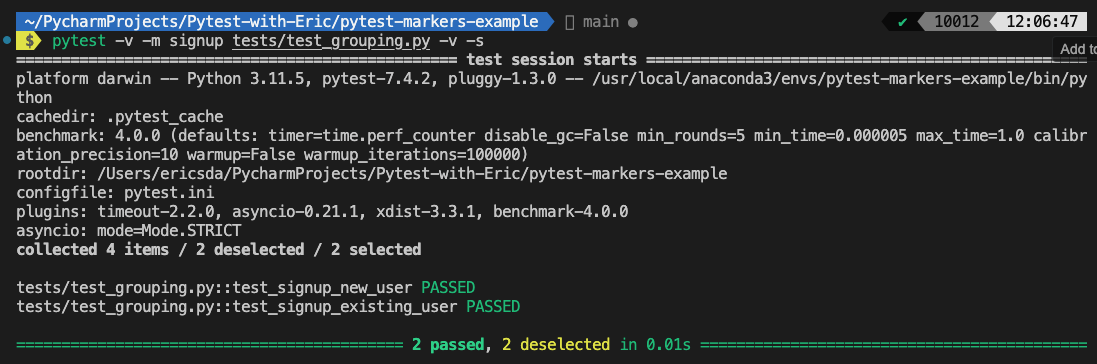 ~/PycharmProjects/Pytest-with-Eric/pytest-markers-example main ● ✔ 10012 12:06:47
$ pytest -v -m signup tests/test_grouping.py -v -s
Add to
================================================= test session starts =================================================
platform darwin -- Python 3.11.5, pytest-7.4.2, pluggy-1.3.0 -- /usr/local/anaconda3/envs/pytest-markers-example/bin/py
thon
cachedir: .pytest_cache
benchmark: 4.0.0 (defaults: timer=time.perf_counter disable_gc=False min_rounds=5 min_time=0.000005 max_time=1.0 calibr
ation_precision=10 warmup=False warmup_iterations=100000)
rootdir: /Users/ericsda/PycharmProjects/Pytest-with-Eric/pytest-markers-example
configfile: pytest.ini
plugins: timeout-2.2.0, asyncio-0.21.1, xdist-3.3.1, benchmark-4.0.0
asyncio: mode=Mode.STRICT
collected 4 items / 2 deselected / 2 selected
tests/test_grouping.py::test_signup_new_user PASSED
tests/test_grouping.py::test_signup_existing_user PASSED
=========================================== 2 passed, 2 deselected in 0.01s ===========================================